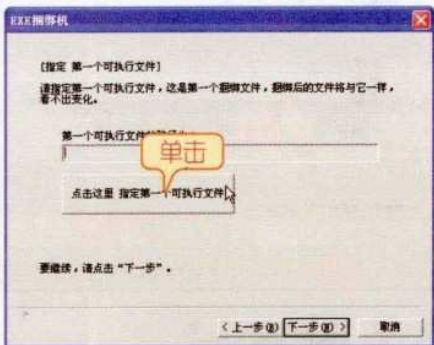 EXE捆绑机
[指定 第一个可执行文件]
请指定第一个可执行文件，这是第一个捆绑文件，捆绑后的文件将与它一样，
看不出变化。
第一个可执行文件
单击
点击这里 指定第一个可执行文件
要继续，请点击“下一步”。
< 上一步(B) 下一步(N) > 取消